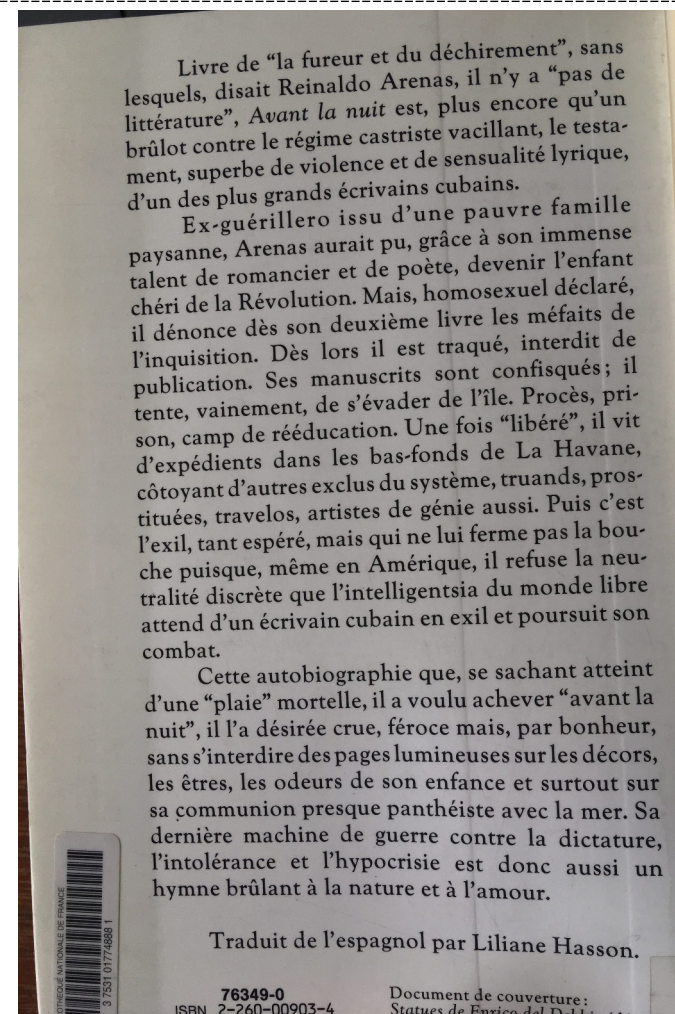 Livre de “la fureur et du déchirement”, sans
lesquels, disait Reinaldo Arenas, il n’y a “pas de
littérature”, Avant la nuit est, plus encore qu’un
brûlot contre le régime castriste vacillant, le testa-
ment, superbe de violence et de sensualité lyrique,
d’un des plus grands écrivains cubains.
Ex-guérillero issu d’une pauvre famille
paysanne, Arenas aurait pu, grâce à son immense
talent de romancier et de poète, devenir l’enfant
chéri de la Révolution. Mais, homosexuel déclaré,
il dénonce dès son deuxième livre les méfaits de
l’inquisition. Dès lors il est traqué, interdit de
publication. Ses manuscrits sont confisqués; il
tente, vainement, de s’évader de l’île. Procès, pri-
son, camp de rééducation. Une fois “libéré”, il vit
d’expédients dans les bas-fonds de La Havane,
côtoyant d’autres exclus du système, truands, pros-
tituées, travelos, artistes de génie aussi. Puis c’est
l’exil, tant espéré, mais qui ne lui ferme pas la bou-
che puisque, même en Amérique, il refuse la neu-
tralité discrète que l’intelligentsia du monde libre
attend d’un écrivain cubain en exil et poursuit son
combat.
Cette autobiographie que, se sachant atteint
d’une “plaie” mortelle, il a voulu achever “avant la
nuit”, il l’a désirée crue, féroce mais, par bonheur,
sans s’interdire des pages lumineuses sur les décors,
les êtres, les odeurs de son enfance et surtout sur
sa communion presque panthéiste avec la mer. Sa
dernière machine de guerre contre la dictature,
l’intolérance et l’hypocrisie est donc aussi un
hymne brûlant à la nature et à l’amour.
Traduit de l’espagnol par Liliane Hasson.
OTHÈQUE NATIONALE DE FRANCE
3 7531 01774888 1
76349-0
ISBN 2-260-00903-4
Document de couverture:
Statues de Enrico del